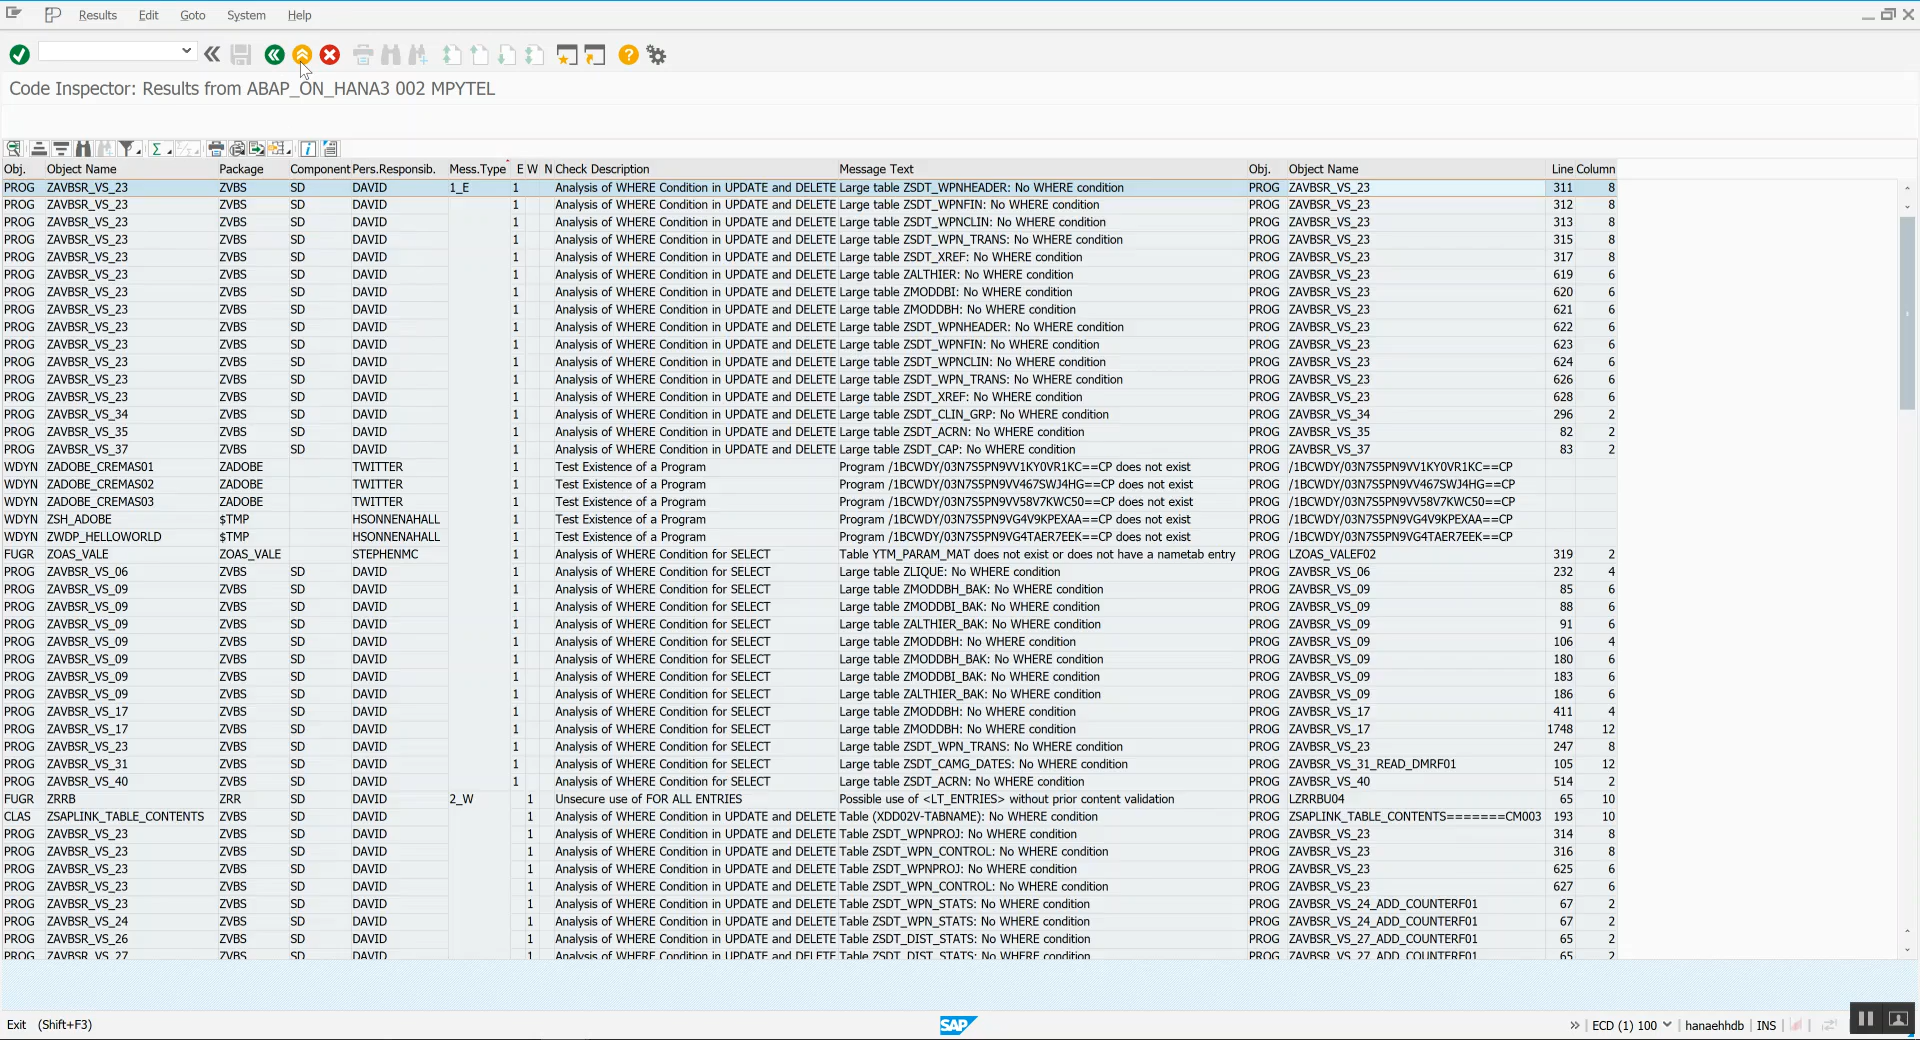 Results Edit Goto System Help
Code Inspector: Results from ABAP_ON_HANA3 002 MPYTEL
Obj. Object Name Package Component Pers.Responsib. Mess.Type E W N Check Description Message Text Obj. Object Name Line Column
PROG ZAVBSR_VS_23 ZVBS SD DAVID 1_E 1 Analysis of WHERE Condition in UPDATE and DELETE Large table ZSDT_WPNHEADER: No WHERE condition PROG ZAVBSR_VS_23 311 8
PROG ZAVBSR_VS_23 ZVBS SD DAVID 1 Analysis of WHERE Condition in UPDATE and DELETE Large table ZSDT_WPNFIN: No WHERE condition PROG ZAVBSR_VS_23 312 8
PROG ZAVBSR_VS_23 ZVBS SD DAVID 1 Analysis of WHERE Condition in UPDATE and DELETE Large table ZSDT_WPNCLIN: No WHERE condition PROG ZAVBSR_VS_23 313 8
PROG ZAVBSR_VS_23 ZVBS SD DAVID 1 Analysis of WHERE Condition in UPDATE and DELETE Large table ZSDT_WPN_TRANS: No WHERE condition PROG ZAVBSR_VS_23 315 8
PROG ZAVBSR_VS_23 ZVBS SD DAVID 1 Analysis of WHERE Condition in UPDATE and DELETE Large table ZSDT_XREF: No WHERE condition PROG ZAVBSR_VS_23 317 8
PROG ZAVBSR_VS_23 ZVBS SD DAVID 1 Analysis of WHERE Condition in UPDATE and DELETE Large table ZALTHIER: No WHERE condition PROG ZAVBSR_VS_23 619 6
PROG ZAVBSR_VS_23 ZVBS SD DAVID 1 Analysis of WHERE Condition in UPDATE and DELETE Large table ZMODDBI: No WHERE condition PROG ZAVBSR_VS_23 620 6
PROG ZAVBSR_VS_23 ZVBS SD DAVID 1 Analysis of WHERE Condition in UPDATE and DELETE Large table ZMODDBH: No WHERE condition PROG ZAVBSR_VS_23 621 6
PROG ZAVBSR_VS_23 ZVBS SD DAVID 1 Analysis of WHERE Condition in UPDATE and DELETE Large table ZSDT_WPNHEADER: No WHERE condition PROG ZAVBSR_VS_23 622 6
PROG ZAVBSR_VS_23 ZVBS SD DAVID 1 Analysis of WHERE Condition in UPDATE and DELETE Large table ZSDT_WPNFIN: No WHERE condition PROG ZAVBSR_VS_23 623 6
PROG ZAVBSR_VS_23 ZVBS SD DAVID 1 Analysis of WHERE Condition in UPDATE and DELETE Large table ZSDT_WPNCLIN: No WHERE condition PROG ZAVBSR_VS_23 624 6
PROG ZAVBSR_VS_23 ZVBS SD DAVID 1 Analysis of WHERE Condition in UPDATE and DELETE Large table ZSDT_WPN_TRANS: No WHERE condition PROG ZAVBSR_VS_23 626 6
PROG ZAVBSR_VS_23 ZVBS SD DAVID 1 Analysis of WHERE Condition in UPDATE and DELETE Large table ZSDT_XREF: No WHERE condition PROG ZAVBSR_VS_23 628 6
PROG ZAVBSR_VS_34 ZVBS SD DAVID 1 Analysis of WHERE Condition in UPDATE and DELETE Large table ZSDT_CLIN_GRP: No WHERE condition PROG ZAVBSR_VS_34 296 2
PROG ZAVBSR_VS_35 ZVBS SD DAVID 1 Analysis of WHERE Condition in UPDATE and DELETE Large table ZSDT_ACRN: No WHERE condition PROG ZAVBSR_VS_35 82 2
PROG ZAVBSR_VS_37 ZVBS SD DAVID 1 Analysis of WHERE Condition in UPDATE and DELETE Large table ZSDT_CAP: No WHERE condition PROG ZAVBSR_VS_37 83 2
WDYN ZADOBE_CREMAS01 ZADOBE TWITTER 1 Test Existence of a Program Program /1BCWDY/03N7S5PN9VV1KY0VR1KC==CP does not exist PROG /1BCWDY/03N7S5PN9VV1KY0VR1KC==CP
WDYN ZADOBE_CREMAS02 ZADOBE TWITTER 1 Test Existence of a Program Program /1BCWDY/03N7S5PN9VV467SWJ4HG==CP does not exist PROG /1BCWDY/03N7S5PN9VV467SWJ4HG==CP
WDYN ZADOBE_CREMAS03 ZADOBE TWITTER 1 Test Existence of a Program Program /1BCWDY/03N7S5PN9VV58V7KWC50==CP does not exist PROG /1BCWDY/03N7S5PN9VV58V7KWC50==CP
WDYN ZSH_ADOBE $TMP HSONNENAHALL 1 Test Existence of a Program Program /1BCWDY/03N7S5PN9VG4V9KPEXAA==CP does not exist PROG /1BCWDY/03N7S5PN9VG4V9KPEXAA==CP
WDYN ZWDP_HELLOWORLD $TMP HSONNENAHALL 1 Test Existence of a Program Program /1BCWDY/03N7S5PN9VG4TAER7EEK==CP does not exist PROG /1BCWDY/03N7S5PN9VG4TAER7EEK==CP
FUGR ZOAS_VALE ZOAS_VALE STEPHENMC 1 Analysis of WHERE Condition for SELECT Table YTM_PARAM_MAT does not exist or does not have a nametab entry PROG LZOAS_VALEF02 319 2
PROG ZAVBSR_VS_06 ZVBS SD DAVID 1 Analysis of WHERE Condition for SELECT Large table ZLIQUE: No WHERE condition PROG ZAVBSR_VS_06 232 4
PROG ZAVBSR_VS_09 ZVBS SD DAVID 1 Analysis of WHERE Condition for SELECT Large table ZMODDBH_BAK: No WHERE condition PROG ZAVBSR_VS_09 85 6
PROG ZAVBSR_VS_09 ZVBS SD DAVID 1 Analysis of WHERE Condition for SELECT Large table ZMODDBI_BAK: No WHERE condition PROG ZAVBSR_VS_09 88 6
PROG ZAVBSR_VS_09 ZVBS SD DAVID 1 Analysis of WHERE Condition for SELECT Large table ZALTHIER_BAK: No WHERE condition PROG ZAVBSR_VS_09 91 6
PROG ZAVBSR_VS_09 ZVBS SD DAVID 1 Analysis of WHERE Condition for SELECT Large table ZMODDBH: No WHERE condition PROG ZAVBSR_VS_09 106 4
PROG ZAVBSR_VS_09 ZVBS SD DAVID 1 Analysis of WHERE Condition for SELECT Large table ZMODDBH_BAK: No WHERE condition PROG ZAVBSR_VS_09 180 6
PROG ZAVBSR_VS_09 ZVBS SD DAVID 1 Analysis of WHERE Condition for SELECT Large table ZMODDBI_BAK: No WHERE condition PROG ZAVBSR_VS_09 183 6
PROG ZAVBSR_VS_09 ZVBS SD DAVID 1 Analysis of WHERE Condition for SELECT Large table ZALTHIER_BAK: No WHERE condition PROG ZAVBSR_VS_09 186 6
PROG ZAVBSR_VS_17 ZVBS SD DAVID 1 Analysis of WHERE Condition for SELECT Large table ZMODDBH: No WHERE condition PROG ZAVBSR_VS_17 411 4
PROG ZAVBSR_VS_17 ZVBS SD DAVID 1 Analysis of WHERE Condition for SELECT Large table ZMODDBH: No WHERE condition PROG ZAVBSR_VS_17 1748 12
PROG ZAVBSR_VS_23 ZVBS SD DAVID 1 Analysis of WHERE Condition for SELECT Large table ZSDT_WPN_TRANS: No WHERE condition PROG ZAVBSR_VS_23 247 8
PROG ZAVBSR_VS_31 ZVBS SD DAVID 1 Analysis of WHERE Condition for SELECT Large table ZSDT_CAMG_DATES: No WHERE condition PROG ZAVBSR_VS_31_READ_DMRF01 105 12
PROG ZAVBSR_VS_40 ZVBS SD DAVID 1 Analysis of WHERE Condition for SELECT Large table ZSDT_ACRN: No WHERE condition PROG ZAVBSR_VS_40 514 2
FUGR ZRRB ZRR SD DAVID 2_W 1 Unsecure use of FOR ALL ENTRIES Possible use of <LT_ENTRIES> without prior content validation PROG LZRRBU04 65 10
CLAS ZSAPLINK_TABLE_CONTENTS ZVBS SD DAVID 1 Analysis of WHERE Condition in UPDATE and DELETE Table (XDD02V-TABNAME): No WHERE condition PROG ZSAPLINK_TABLE_CONTENTS=======CM003 193 10
PROG ZAVBSR_VS_23 ZVBS SD DAVID 1 Analysis of WHERE Condition in UPDATE and DELETE Table ZSDT_WPNPROJ: No WHERE condition PROG ZAVBSR_VS_23 314 8
PROG ZAVBSR_VS_23 ZVBS SD DAVID 1 Analysis of WHERE Condition in UPDATE and DELETE Table ZSDT_WPN_CONTROL: No WHERE condition PROG ZAVBSR_VS_23 316 8
PROG ZAVBSR_VS_23 ZVBS SD DAVID 1 Analysis of WHERE Condition in UPDATE and DELETE Table ZSDT_WPNPROJ: No WHERE condition PROG ZAVBSR_VS_23 625 6
PROG ZAVBSR_VS_23 ZVBS SD DAVID 1 Analysis of WHERE Condition in UPDATE and DELETE Table ZSDT_WPN_CONTROL: No WHERE condition PROG ZAVBSR_VS_23 627 6
PROG ZAVBSR_VS_23 ZVBS SD DAVID 1 Analysis of WHERE Condition in UPDATE and DELETE Table ZSDT_WPN_STATS: No WHERE condition PROG ZAVBSR_VS_24_ADD_COUNTERF01 67 2
PROG ZAVBSR_VS_24 ZVBS SD DAVID 1 Analysis of WHERE Condition in UPDATE and DELETE Table ZSDT_WPN_STATS: No WHERE condition PROG ZAVBSR_VS_24_ADD_COUNTERF01 67 2
PROG ZAVBSR_VS_26 ZVBS SD DAVID 1 Analysis of WHERE Condition in UPDATE and DELETE Table ZSDT_DIST_STATS: No WHERE condition PROG ZAVBSR_VS_27_ADD_COUNTERF01 65 2
PROG ZAVBSR_VS_27 ZVBS SD DAVID 1 Analysis of WHERE Condition in UPDATE and DELETE Table ZSDT_DIST_STATS: No WHERE condition PROG ZAVBSR_VS_27_ADD_COUNTERF01 65 2
Exit (Shift+F3) SAP ECD (1) 100 hanaehhdb INS